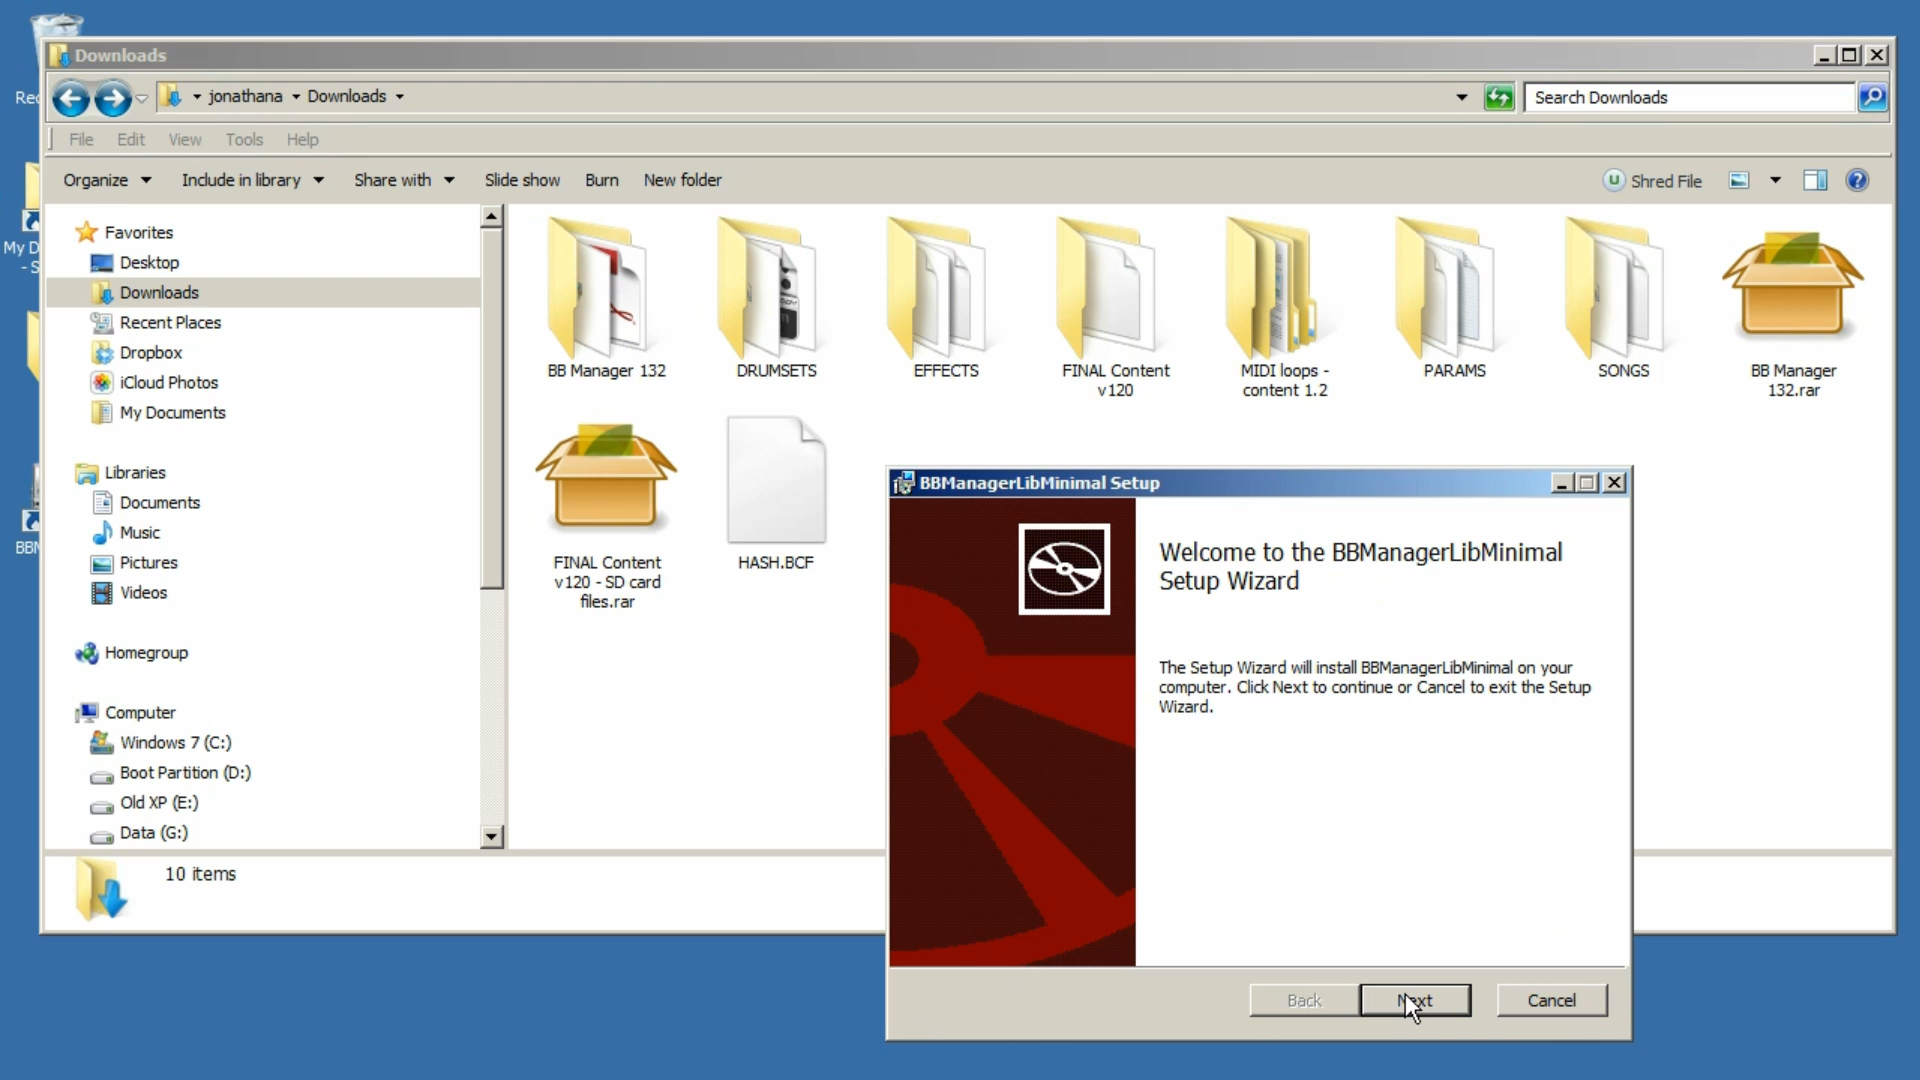 Downloads
jonathana
Downloads
Search Downloads
File Edit View Tools Help
Organize Include in library Share with Slide show Burn New folder Shred File
Favorites
Desktop
Downloads
Recent Places
Dropbox
iCloud Photos
My Documents
Libraries
Documents
Music
Pictures
Videos
Homegroup
Computer
Windows 7 (C:)
Boot Partition (D:)
Old XP (E:)
Data (G:)
BB Manager 132
DRUMSETS
EFFECTS
FINAL Content
v120
MIDI loops -
content 1.2
PARAMS
SONGS
BB Manager
132.rar
FINAL Content
v120 - SD card
files.rar
HASH.BCF
10 items
BBManagerLibMinimal Setup
Welcome to the BBManagerLibMinimal
Setup Wizard
The Setup Wizard will install BBManagerLibMinimal on your
computer. Click Next to continue or Cancel to exit the Setup
Wizard.
Back Next Cancel